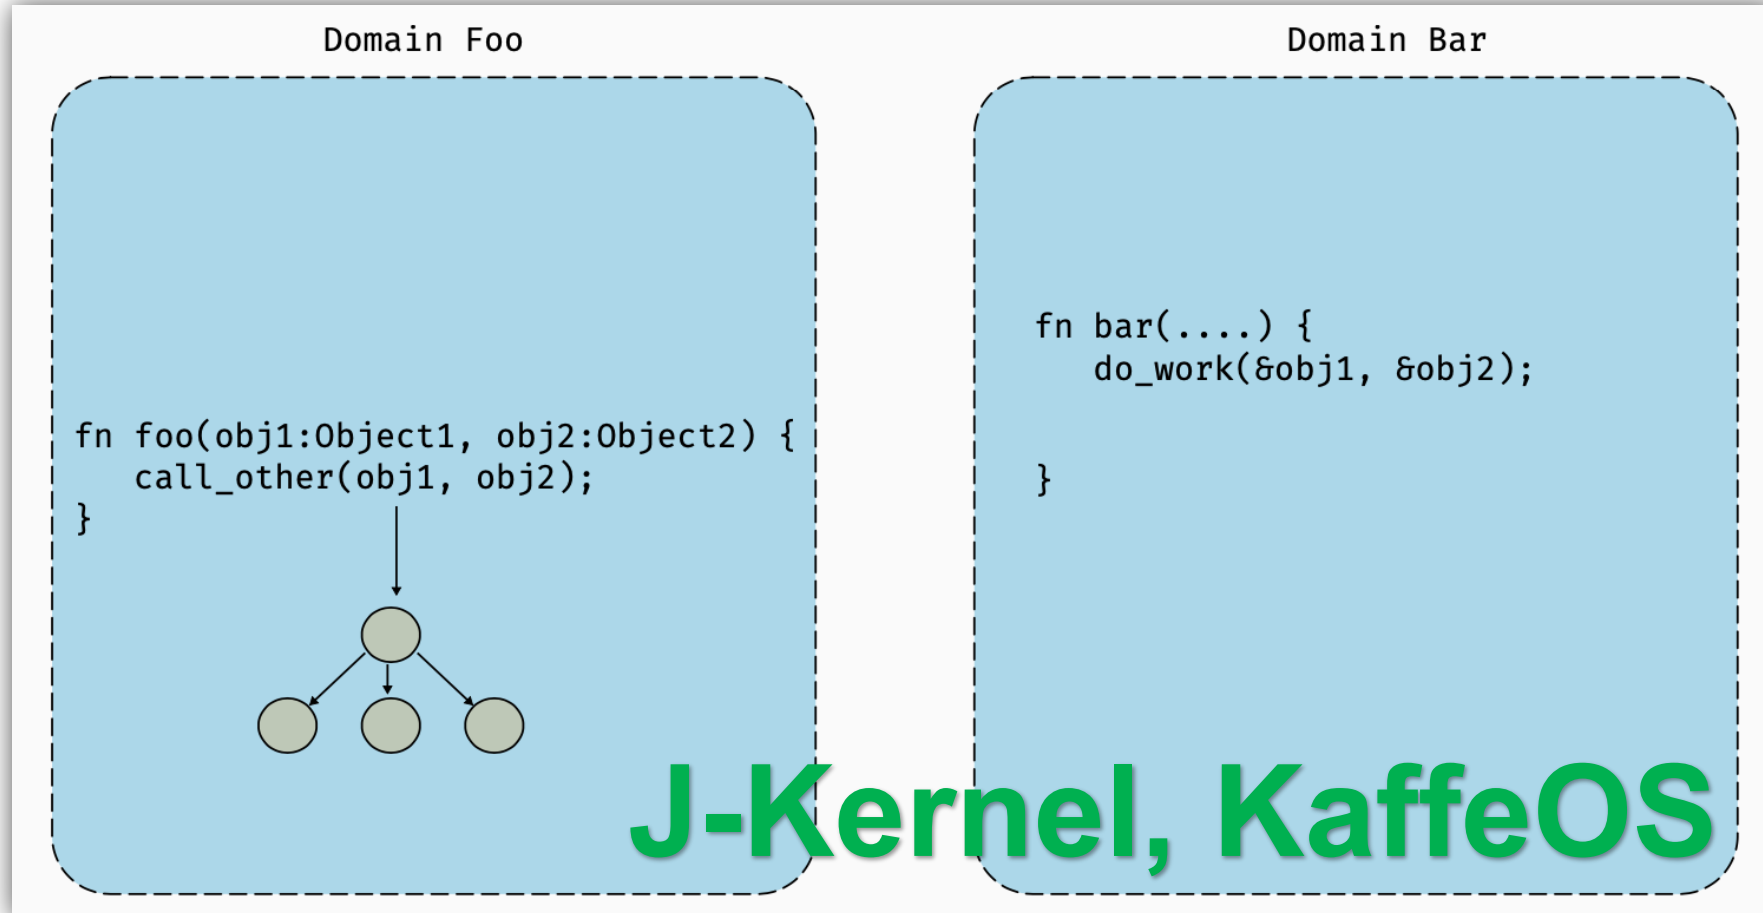 Domain Foo
Domain Bar
fn foo(obj1:Object1, obj2:Object2) {
call_other(obj1, obj2);
}
fn bar(....) {
do_work(&obj1, &obj2);
}
J-Kernel, KaffeOS